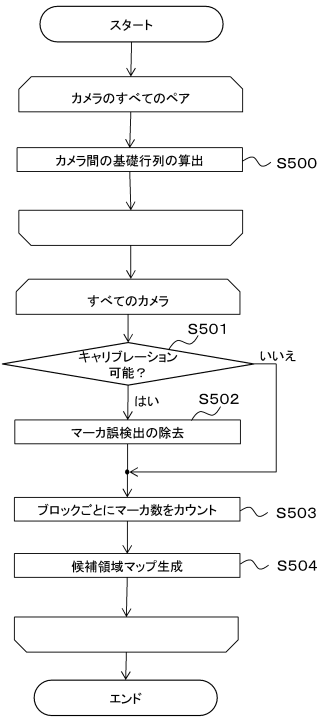 スタート
カメラのすべてのペア
カメラ間の基礎行列の算出
S500
すべてのカメラ
S501
キャリブレーション
可能?
いいえ
はい
S502
マーカ誤検出の除去
ブロックごとにマーカ数をカウント
S503
候補領域マップ生成
S504
エンド